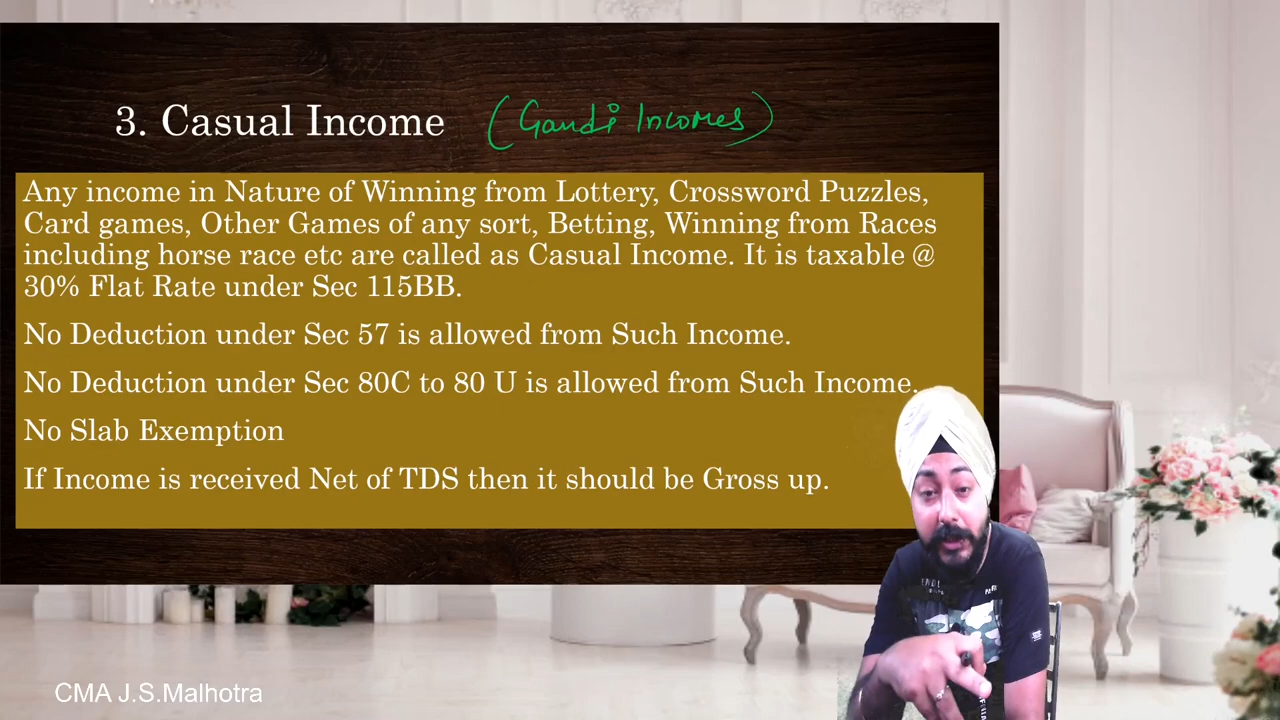 3. Casual Income (Gandi Incomes)
Any income in Nature of Winning from Lottery, Crossword Puzzles,
Card games, Other Games of any sort, Betting, Winning from Races
including horse race etc are called as Casual Income. It is taxable @
30% Flat Rate under Sec 115BB.
No Deduction under Sec 57 is allowed from Such Income.
No Deduction under Sec 80C to 80 U is allowed from Such Income.
No Slab Exemption
If Income is received Net of TDS then it should be Gross up.
CMA J.S.Malhotra